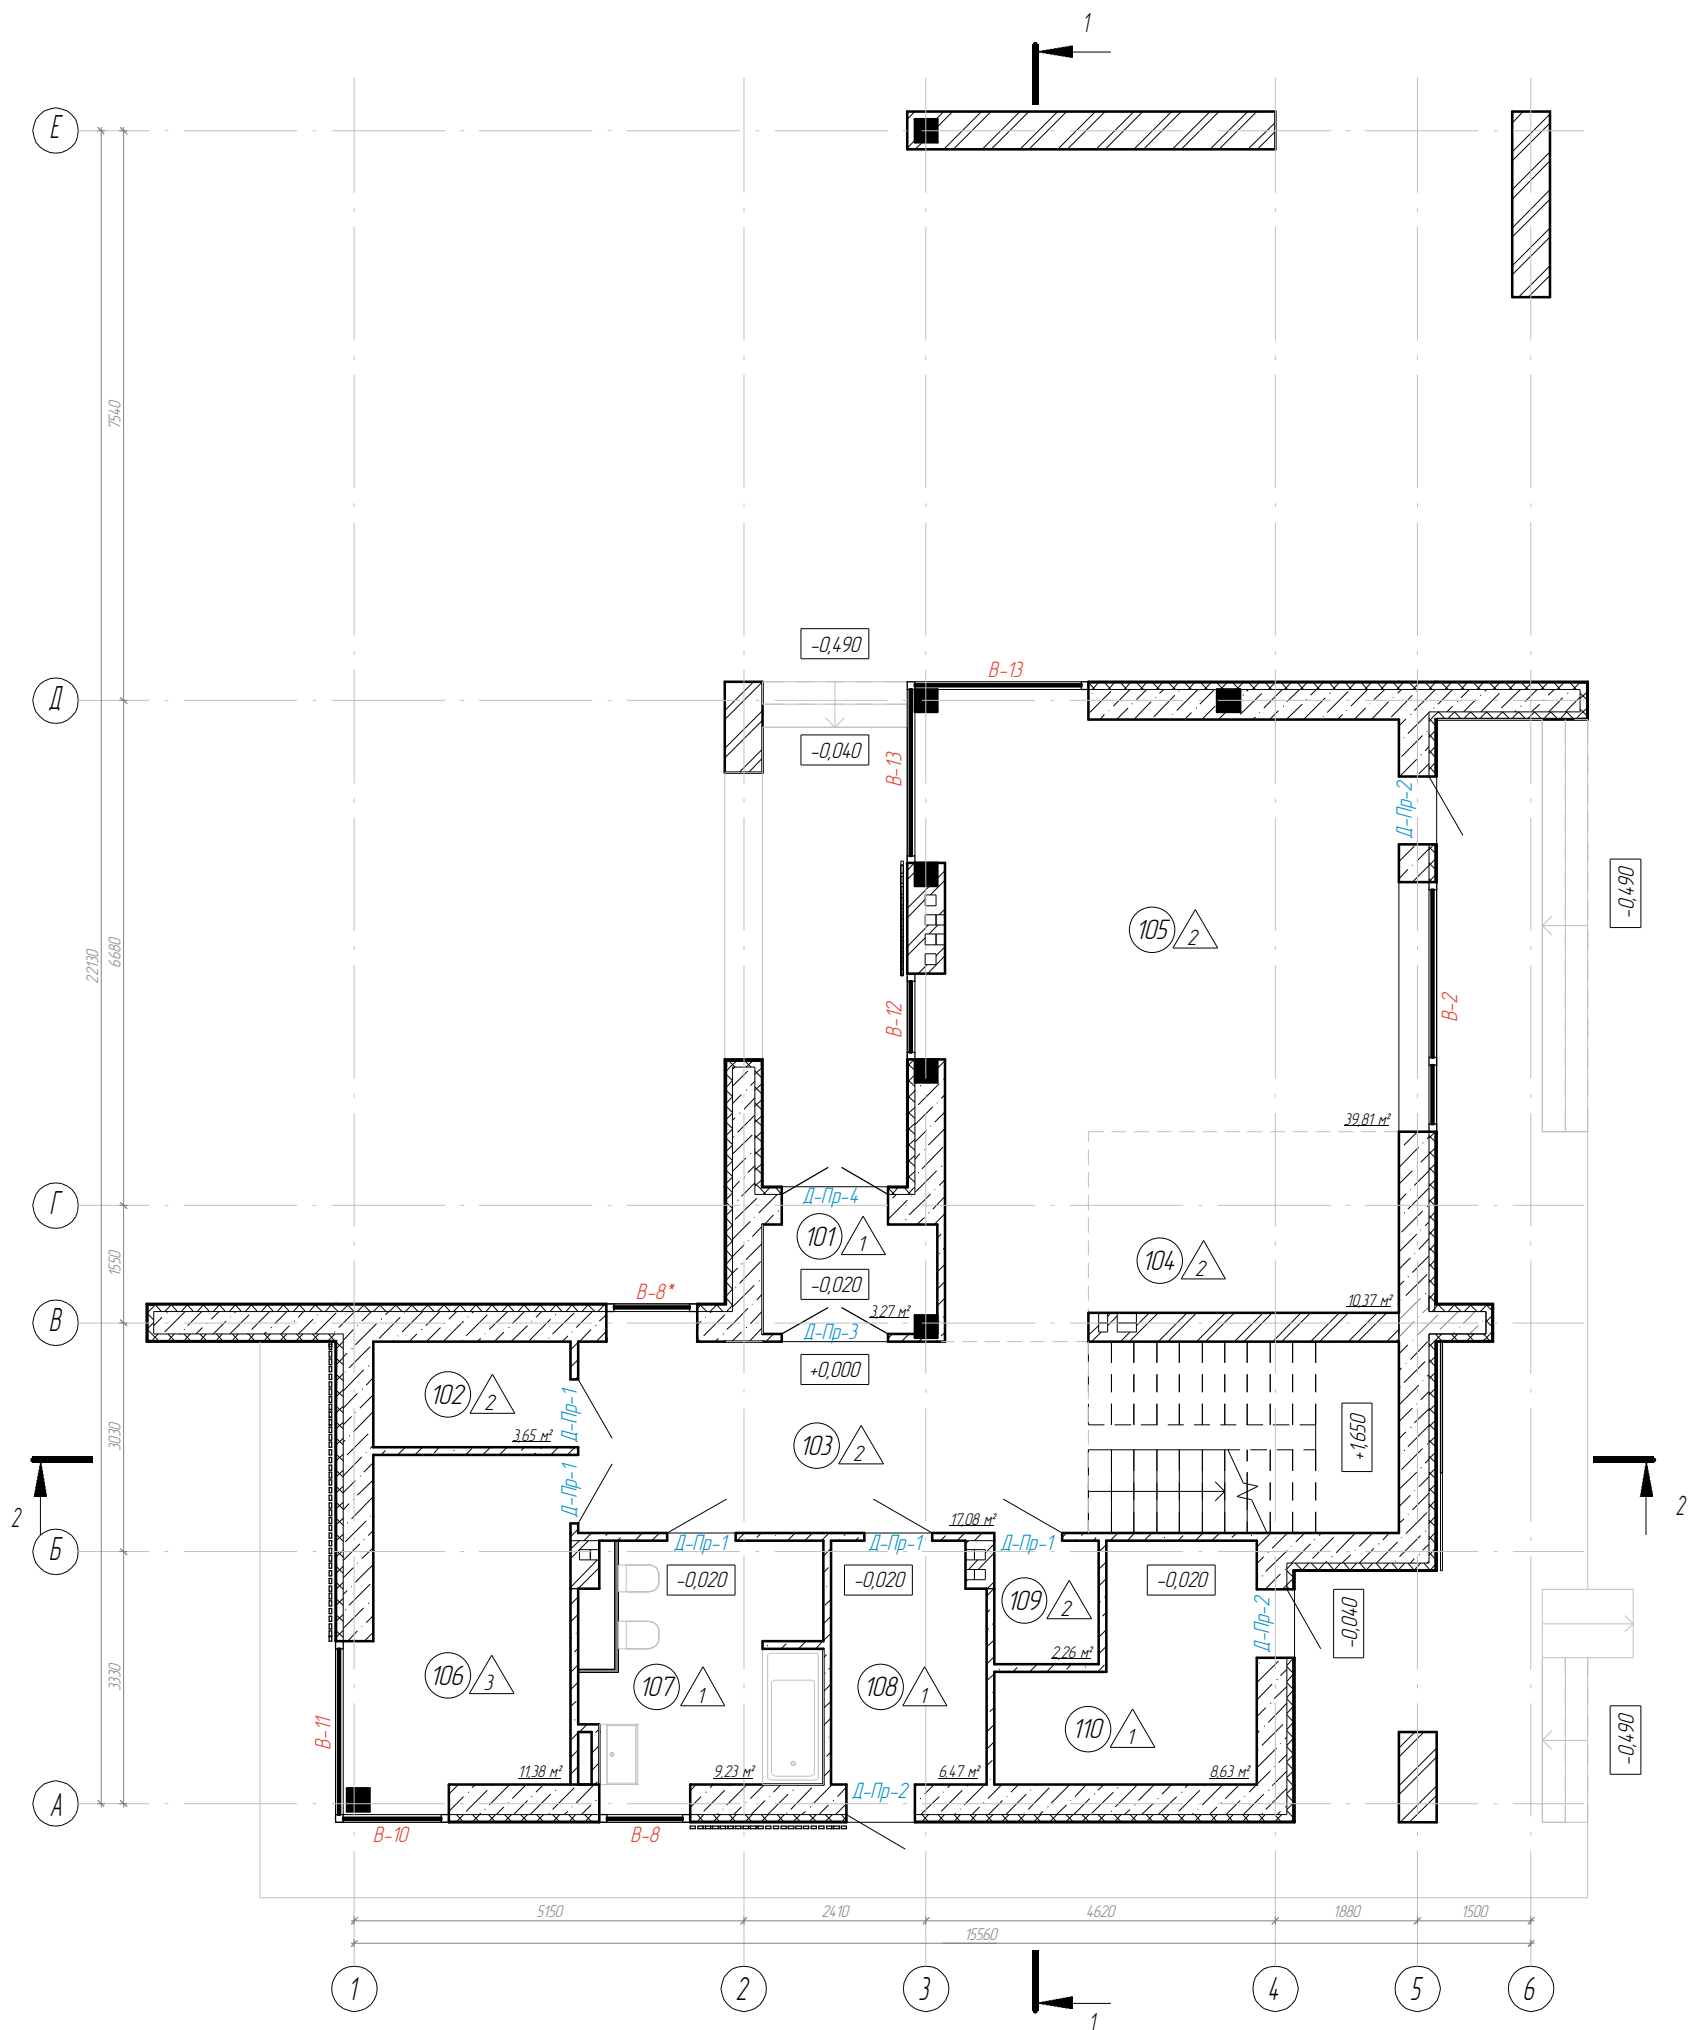 1
Е
7540
-0,490
В-13
Д
-0,040
В-13
Д-Пр-2
-0,490
105
2
22130
6680
В-12
В-2
39,81 м²
Г
Д-Пр-4
101
1
104
2
1550
-0,020
В-8*
3,27 м²
10,37 м²
В
Д-Пр-3
+0,000
102
2
Д-Пр-1
3,65 м²
103
2
+1,650
3030
Д-Пр-1
2
2
17,08 м²
Б
Д-Пр-1
Д-Пр-1
Д-Пр-1
-0,020
-0,020
-0,020
109
2
Д-Пр-2
-0,040
2,26 м²
3330
106
3
107
1
108
1
110
1
В-11
-0,490
11,38 м²
9,23 м²
6,47 м²
8,63 м²
А
Д-Пр-2
В-10
В-8
5150
2410
4620
1880
1500
15560
1
2
3
4
5
6
1